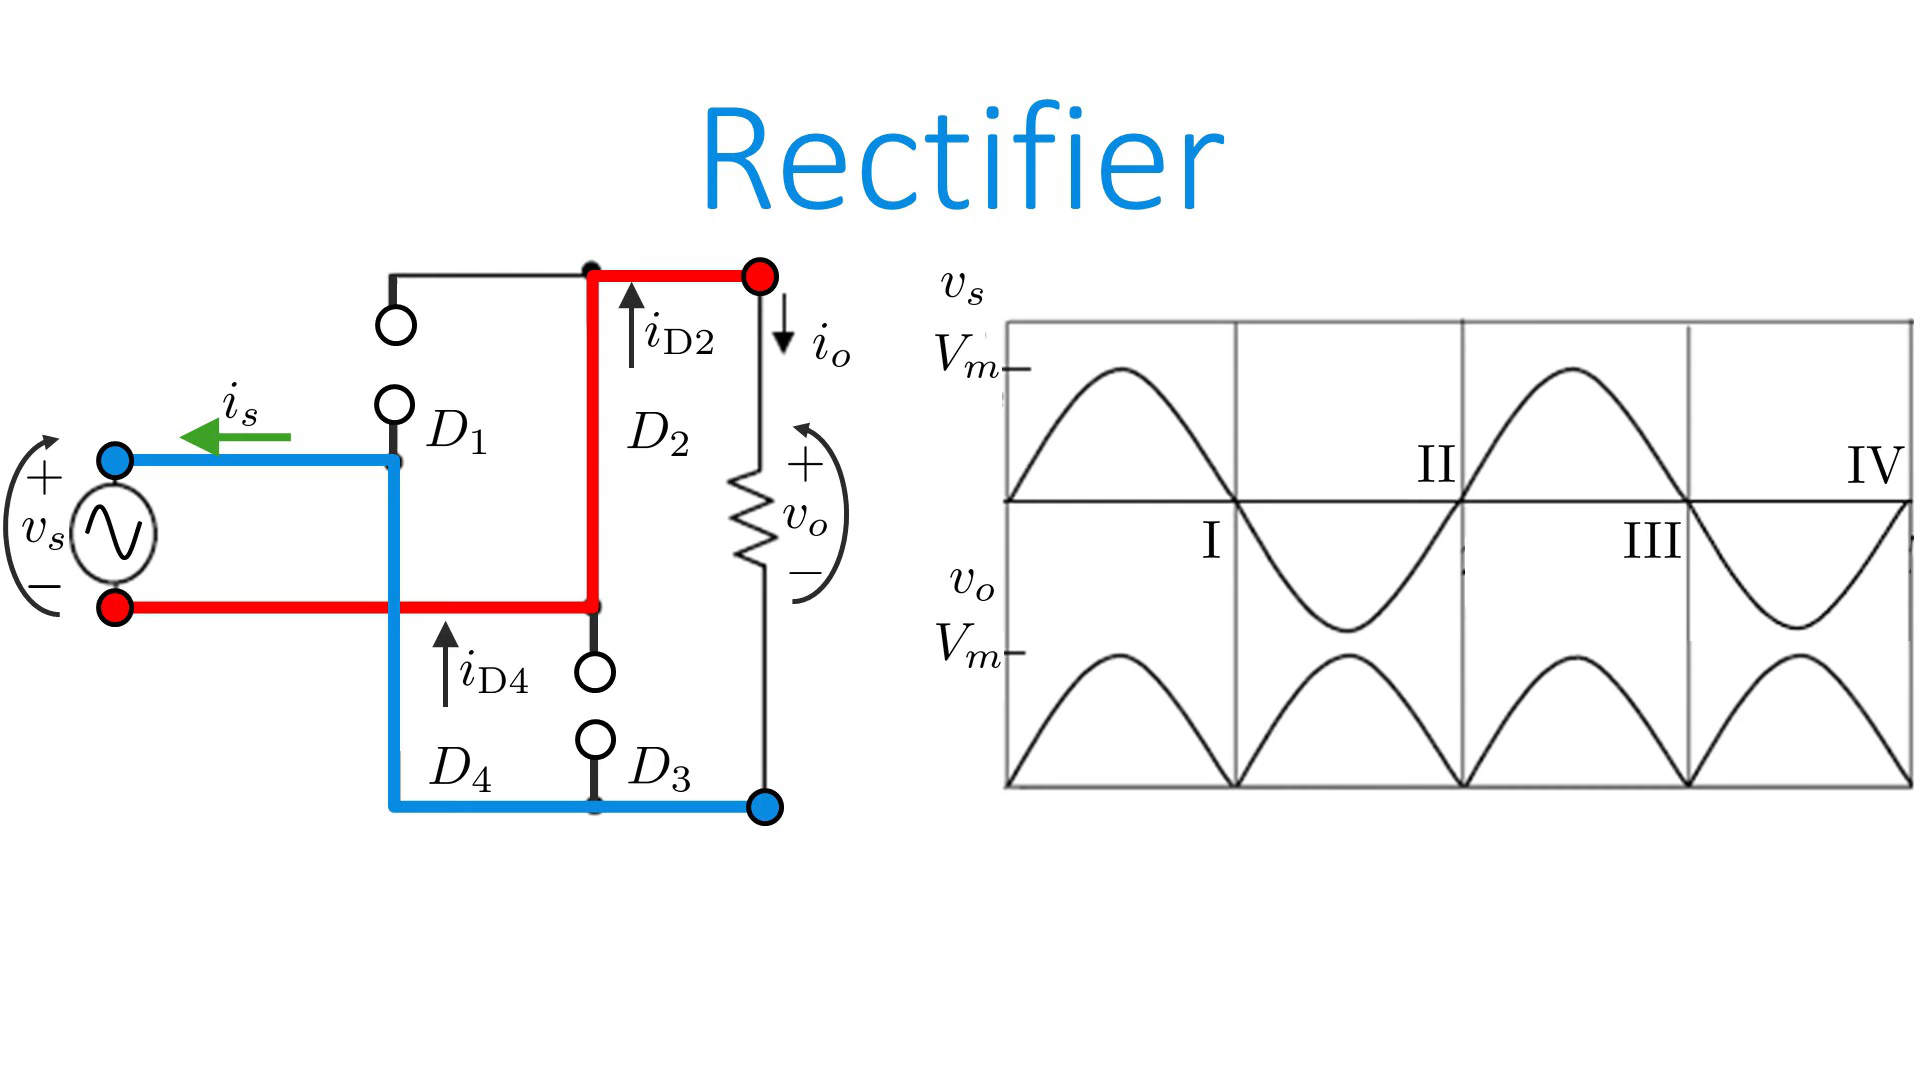 Rectifier
i_D2
i_o
i_s
D_1
D_2
+
v_s
−
+
v_o
−
i_D4
D_4
D_3
v_s
V_m
II
IV
I
III
v_o
V_m